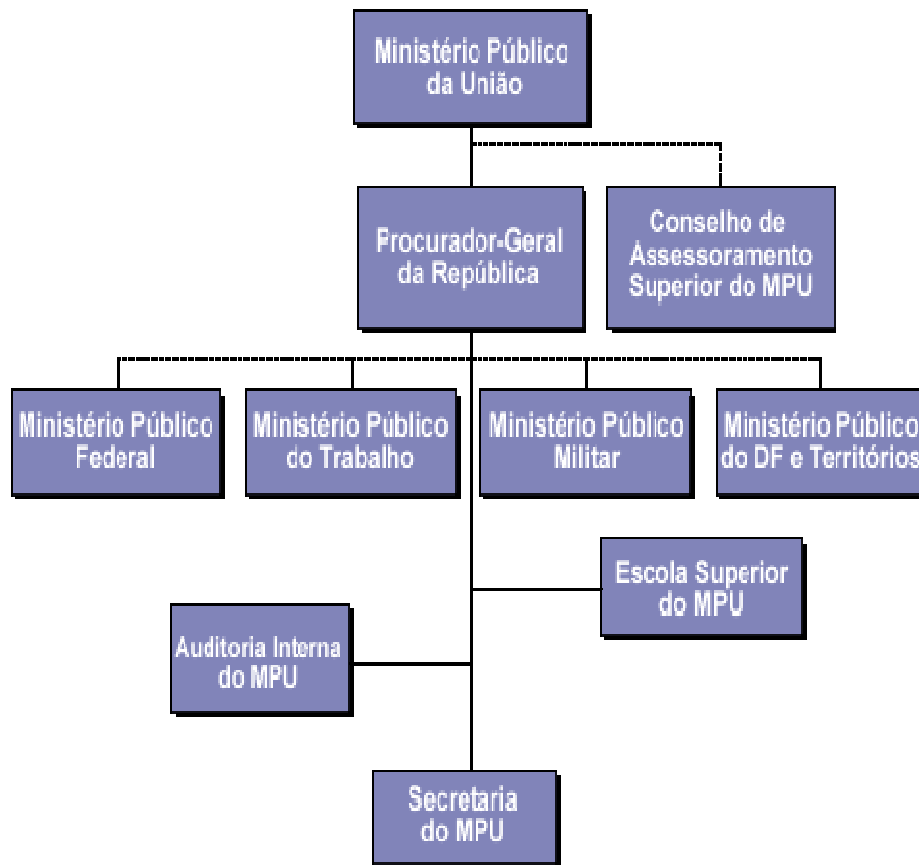 Ministério Público
da União
Procurador-Geral
da República
Conselho de
Assessoramento
Superior do MPU
Ministério Público
Federal
Ministério Público
do Trabalho
Ministério Público
Militar
Ministério Público
do DF e Territórios
Escola Superior
do MPU
Auditoria Interna
do MPU
Secretaria
do MPU